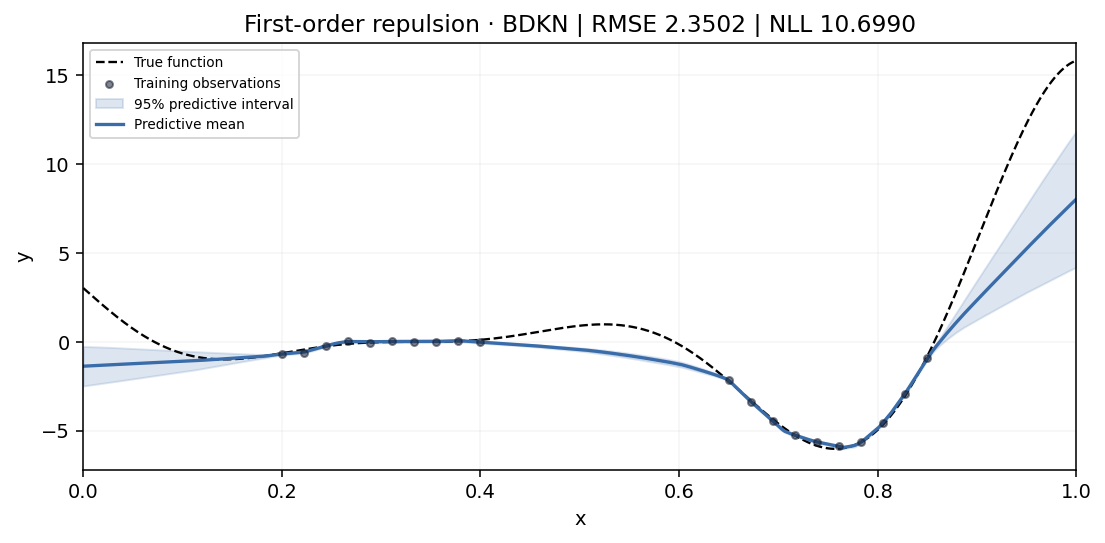 First-order repulsion · BDKN | RMSE 2.3502 | NLL 10.6990
True function
Training observations
95% predictive interval
Predictive mean
y
15
10
5
0
−5
0.0 0.2 0.4 0.6 0.8 1.0
x